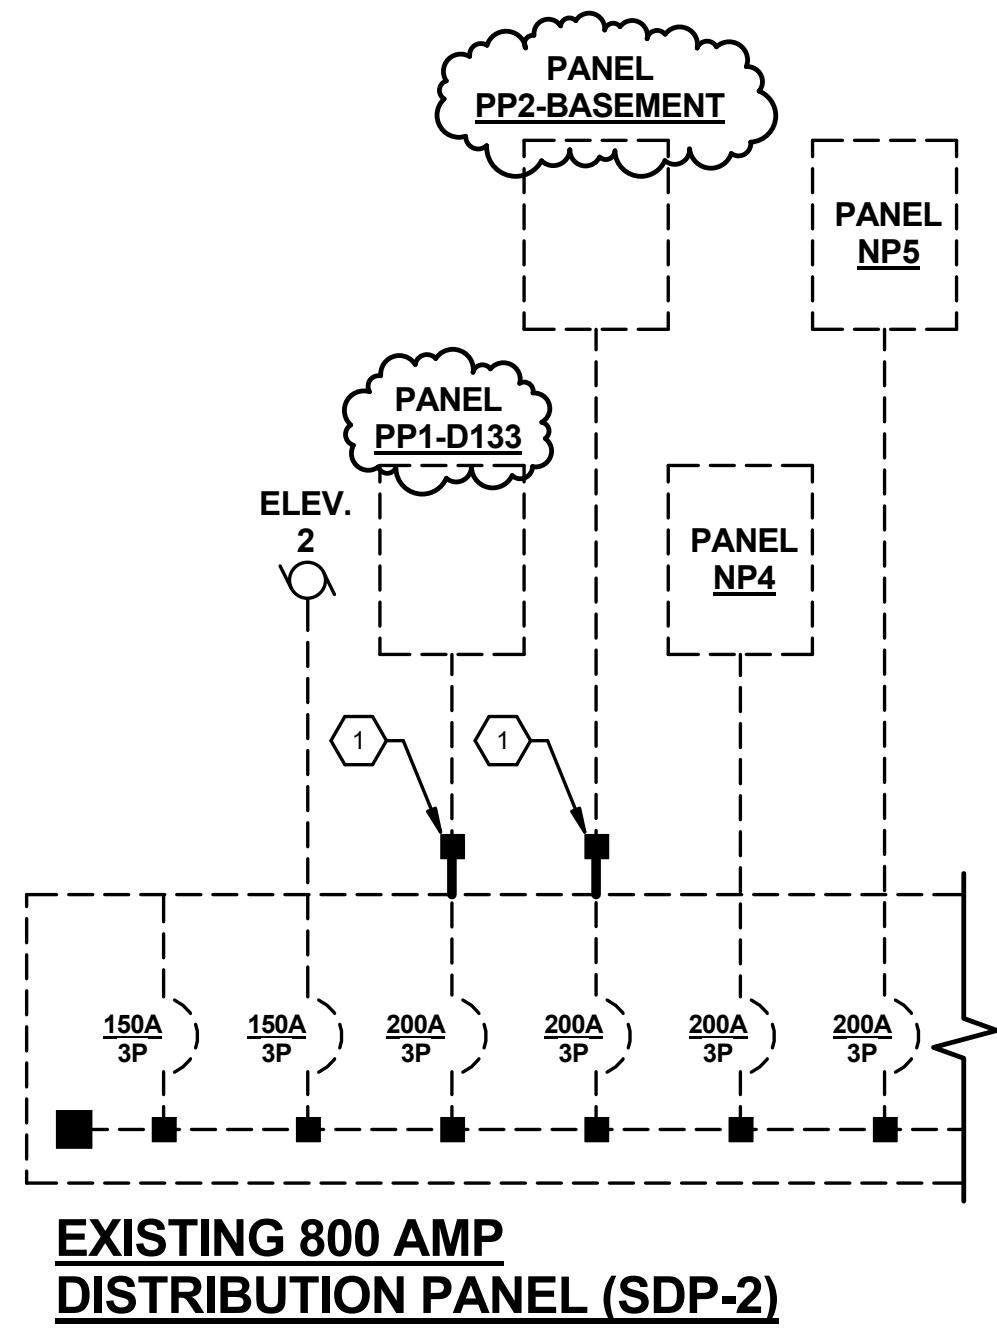 PANEL
PP2-BASEMENT
PANEL
NP5
PANEL
PP1-D133
ELEV.
2
PANEL
NP4
1
1
150A
3P
150A
3P
200A
3P
200A
3P
200A
3P
200A
3P
EXISTING 800 AMP
DISTRIBUTION PANEL (SDP-2)